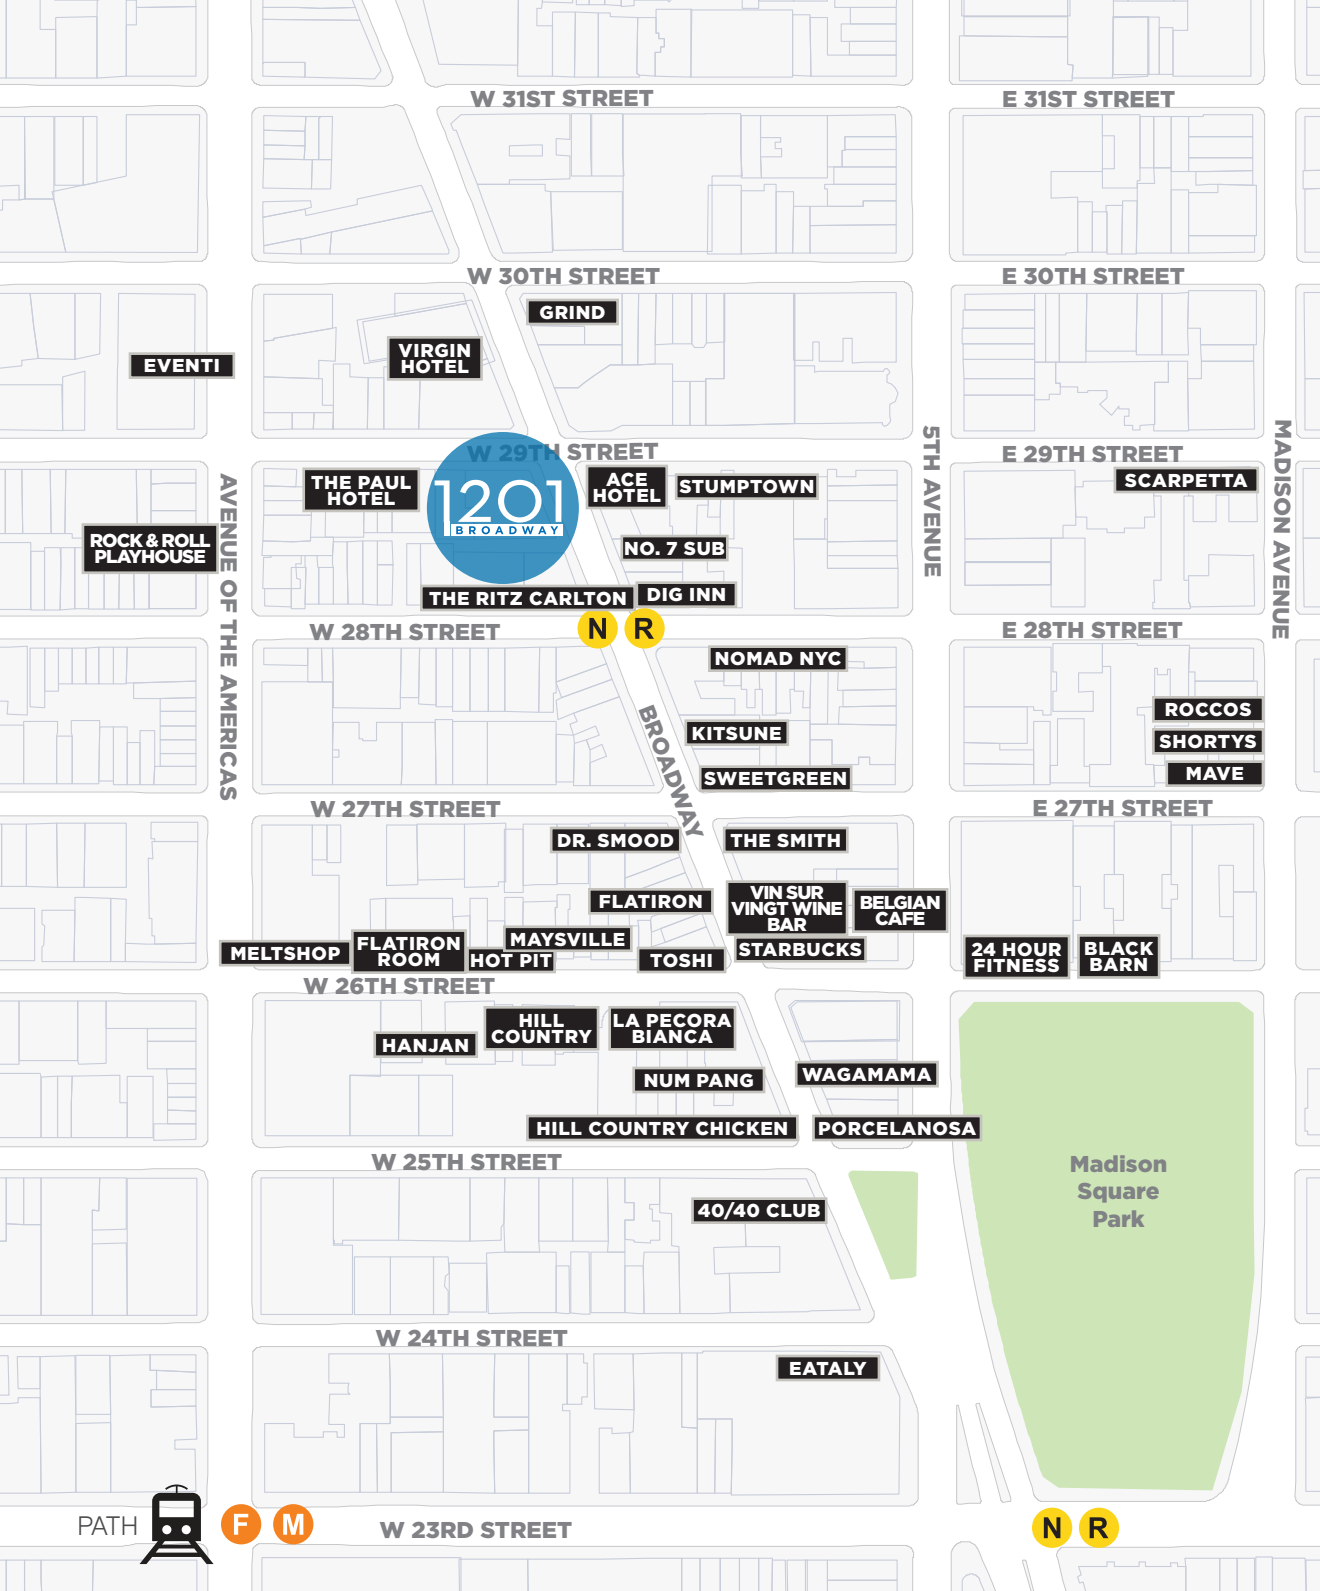 W 31ST STREET
E 31ST STREET
W 30TH STREET
E 30TH STREET
GRIND
VIRGIN
HOTEL
EVENTI
5TH AVENUE
MADISON AVENUE
W 29TH STREET
E 29TH STREET
AVENUE OF THE AMERICAS
THE PAUL
HOTEL
1201
BROADWAY
ACE
HOTEL
STUMPTOWN
SCARPETTA
ROCK & ROLL
PLAYHOUSE
NO. 7 SUB
THE RITZ CARLTON
DIG INN
N
R
W 28TH STREET
E 28TH STREET
NOMAD NYC
BROADWAY
ROCCOS
KITSUNE
SHORTYS
SWEETGREEN
MAVE
W 27TH STREET
E 27TH STREET
DR. SMOOD
THE SMITH
FLATIRON
VIN SUR
VINGT WINE
BAR
BELGIAN
CAFE
MELTSHOP
FLATIRON
ROOM
HOT PIT
MAYSVILLE
TOSHI
STARBUCKS
24 HOUR
FITNESS
BLACK
BARN
W 26TH STREET
HANJAN
HILL
COUNTRY
LA PECORA
BIANCA
NUM PANG
WAGAMAMA
HILL COUNTRY CHICKEN
PORCELANOSA
Madison
Square
Park
W 25TH STREET
40/40 CLUB
W 24TH STREET
EATALY
PATH
F
M
W 23RD STREET
N
R